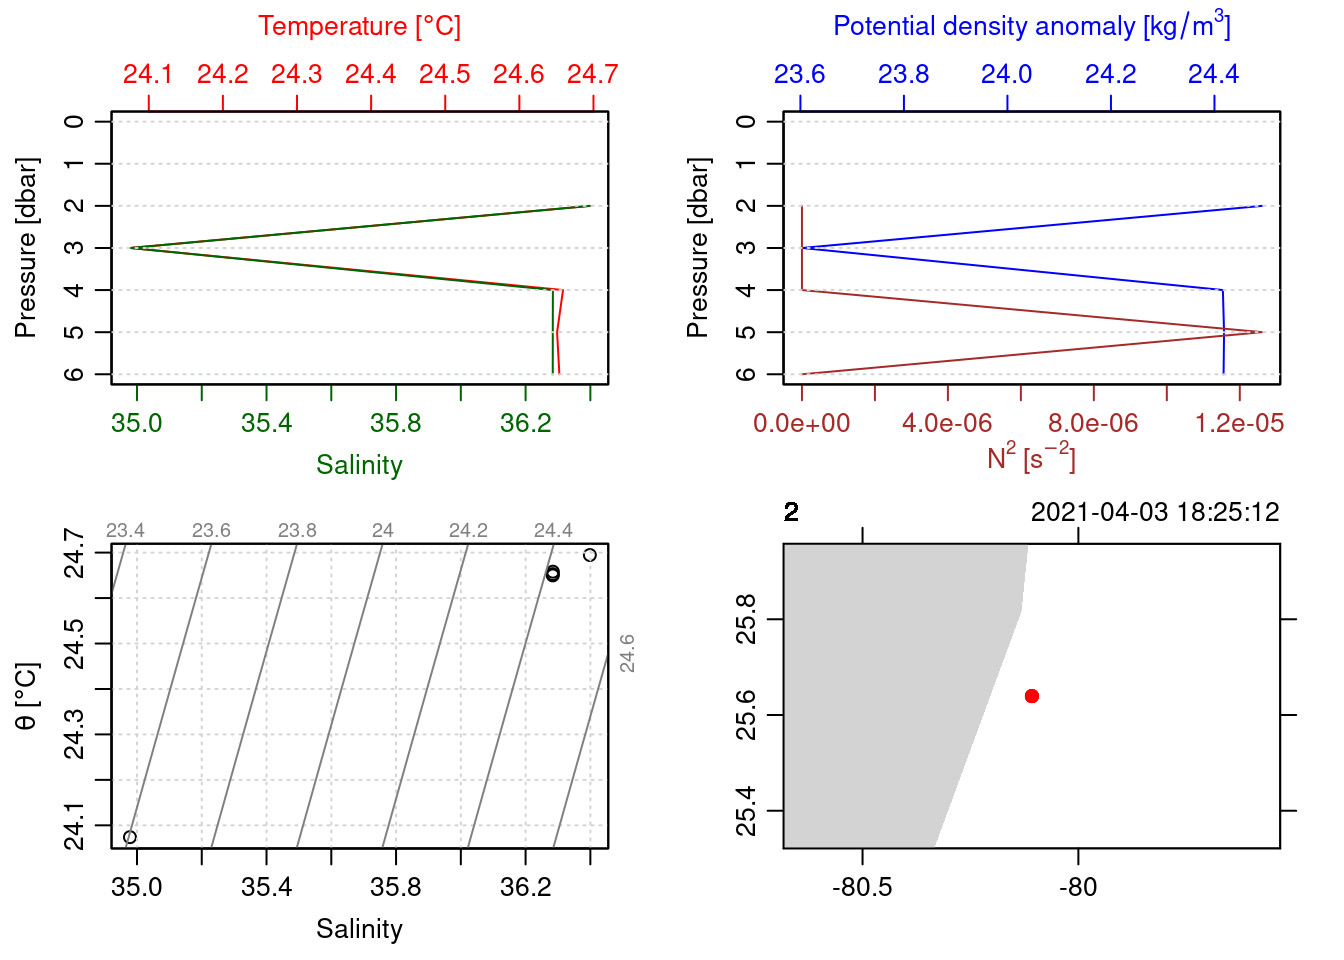 Temperature [°C]
24.1 24.2 24.3 24.4 24.5 24.6 24.7
Pressure [dbar]
0
1
2
3
4
5
6
35.0 35.4 35.8 36.2
Salinity
Potential density anomaly [kg/m³]
23.6 23.8 24.0 24.2 24.4
Pressure [dbar]
0
1
2
3
4
5
6
0.0e+00 4.0e-06 8.0e-06 1.2e-05
N² [s⁻²]
23.4 23.6 23.8 24 24.2 24.4
24.6
θ [°C]
24.7
24.5
24.3
24.1
35.0 35.4 35.8 36.2
Salinity
2 2021-04-03 18:25:12
25.8
25.6
25.4
-80.5 -80